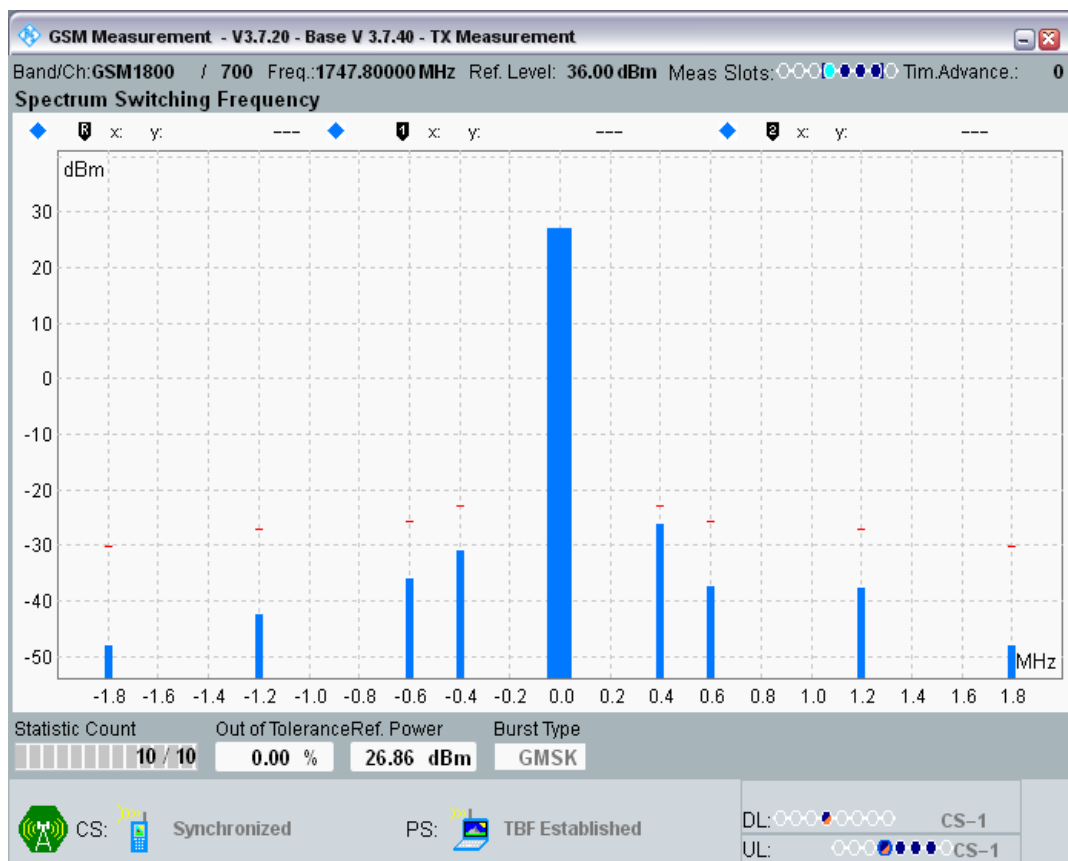 GSM Measurement - V3.7.20 - Base V 3.7.40 - TX Measurement
Band/Ch:GSM1800 / 700 Freq.:1747.80000 MHz Ref. Level: 36.00 dBm Meas Slots: Tim.Advance.: 0
Spectrum Switching Frequency
R x: y: --- 1 x: y: --- 2 x: y: ---
dBm
30
20
10
0
-10
-20
-30
-40
-50
MHz
-1.8 -1.6 -1.4 -1.2 -1.0 -0.8 -0.6 -0.4 -0.2 0.0 0.2 0.4 0.6 0.8 1.0 1.2 1.4 1.6 1.8
Statistic Count Out of Tolerance Ref. Power Burst Type
10 / 10 0.00 % 26.86 dBm GMSK
CS: Synchronized PS: TBF Established
DL: CS-1
UL: CS-1